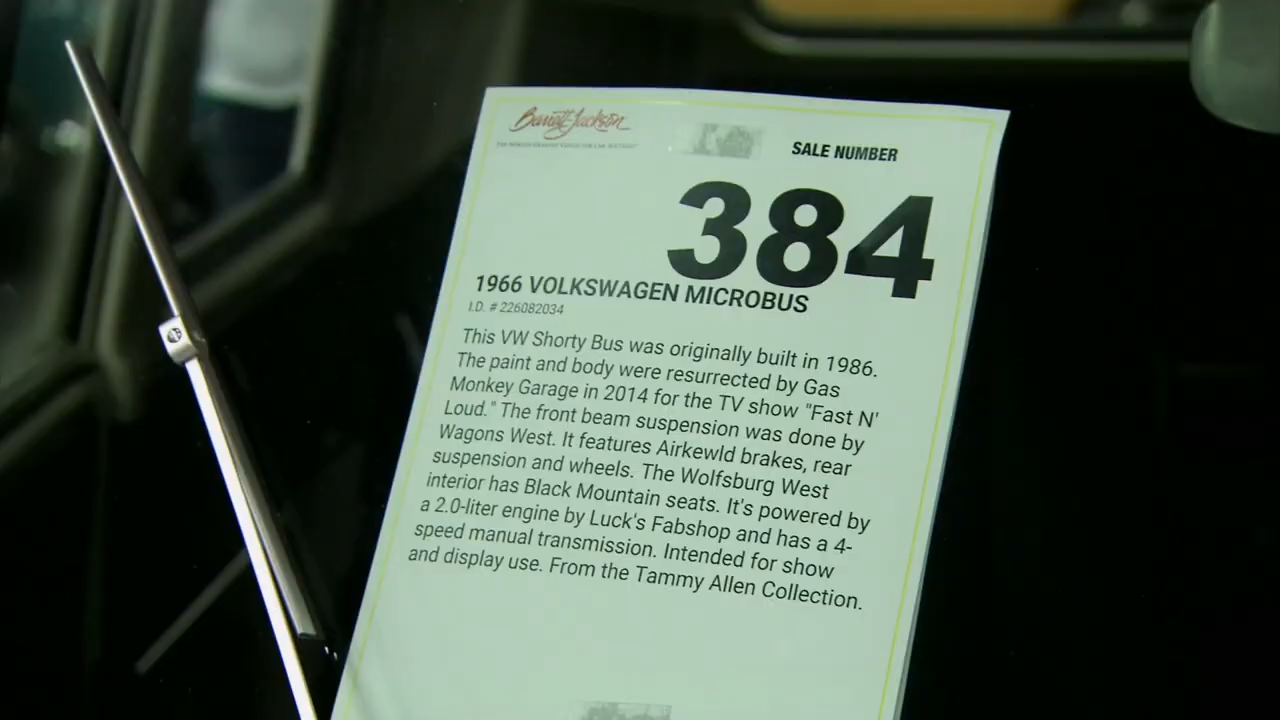 Barrett-Jackson
SALE NUMBER
384
1966 VOLKSWAGEN MICROBUS
I.D. # 226082034
This VW Shorty Bus was originally built in 1986.
The paint and body were resurrected by Gas
Monkey Garage in 2014 for the TV show "Fast N'
Loud." The front beam suspension was done by
Wagons West. It features Airkewld brakes, rear
suspension and wheels. The Wolfsburg West
interior has Black Mountain seats. It's powered by
a 2.0-liter engine by Luck's Fabshop and has a 4-
speed manual transmission. Intended for show
and display use. From the Tammy Allen Collection.